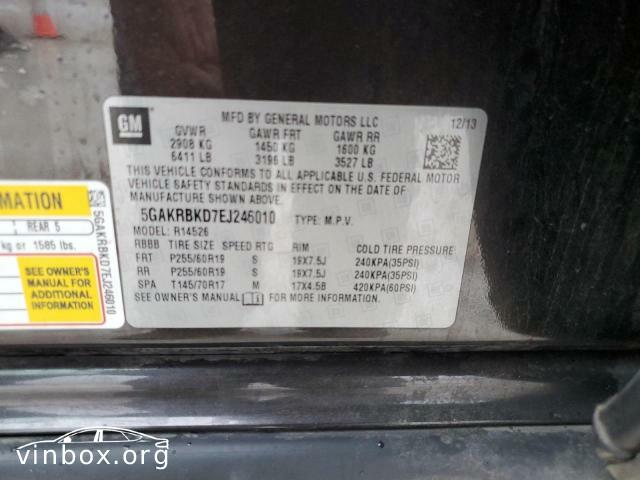 GM
MFD BY GENERAL MOTORS LLC
12/13
GVWR GAWR FRT GAWR RR
2908 KG 1450 KG 1600 KG
6411 LB 3196 LB 3527 LB
THIS VEHICLE CONFORMS TO ALL APPLICABLE U.S. FEDERAL MOTOR
VEHICLE SAFETY STANDARDS IN EFFECT ON THE DATE OF
MANUFACTURE SHOWN ABOVE.
5GAKRBKD7EJ246010 TYPE: M.P.V.
MODEL: R14526
RBBB TIRE SIZE SPEED RTG RIM COLD TIRE PRESSURE
FRT P255/60R19 S 19X7.5J 240KPA(35PSI)
RR P255/60R19 S 19X7.5J 240KPA(35PSI)
SPA T145/70R17 M 17X4.5B 420KPA(60PSI)
SEE OWNER'S MANUAL FOR MORE INFORMATION.
MATION
1 REAR 5
kg or 1585 lbs.
SEE OWNER'S
MANUAL FOR
ADDITIONAL
INFORMATION
5GAKRBKD7EJ246010
vinbox.org